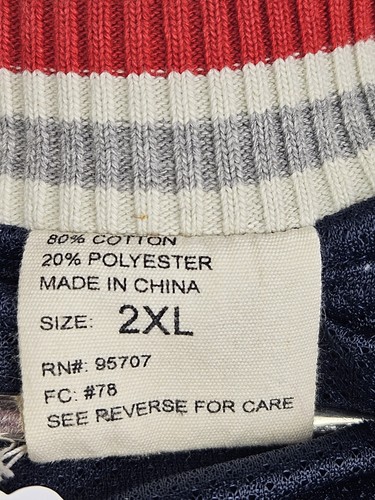 80% COTTON
20% POLYESTER
MADE IN CHINA
SIZE: 2XL
RN#: 95707
FC: #78
SEE REVERSE FOR CARE